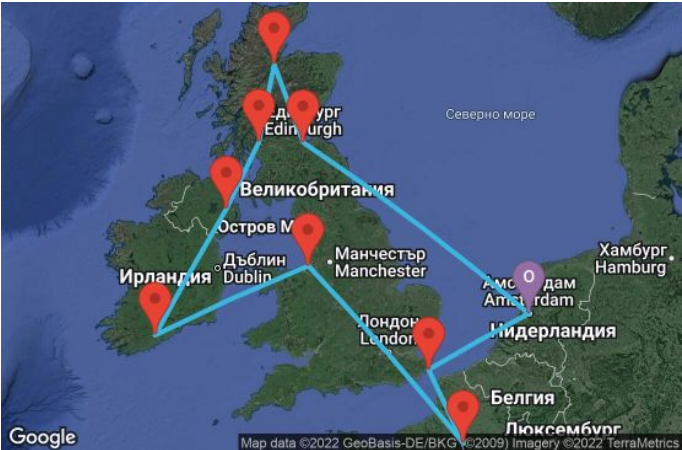 Единбург
Edinburgh
Северно море
Великобритания
Остров М
Хамбург
Hamburg
Манчестър
Manchester
Дъблин
Dublin
Ирландия
O
Амстердам
Amsterdam
Лондон
London
Нидерландия
Белгия
Люксембург
Google
Map data ©2022 GeoBasis-DE/BKG (©2009) Imagery ©2022 TerraMetrics